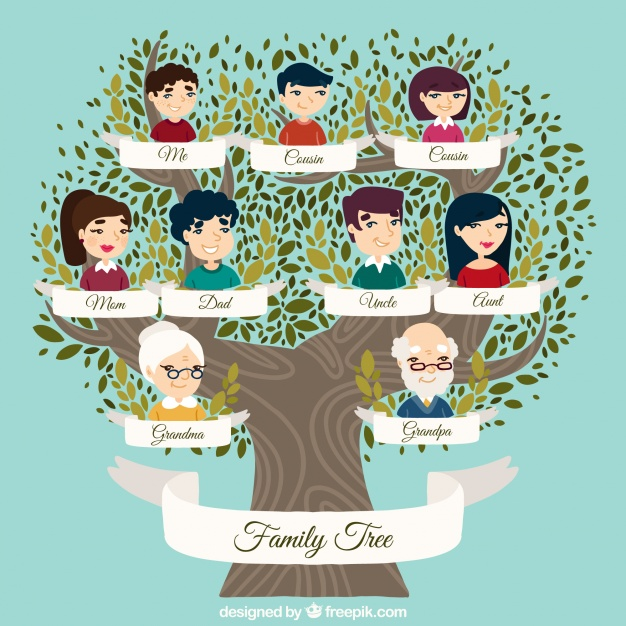 Me
Cousin
Cousin
Mom
Dad
Uncle
Aunt
Grandma
Grandpa
Family Tree
designed by freepik.com